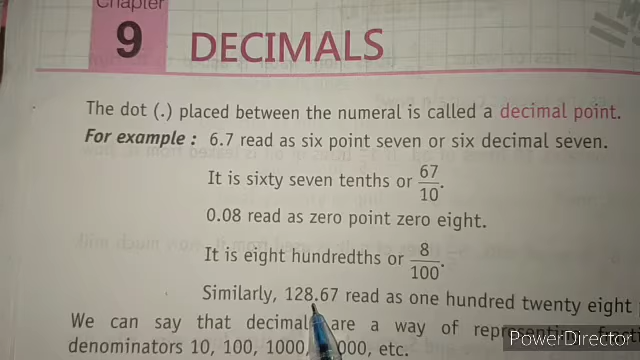 Chapter
9
DECIMALS
The dot (.) placed between the numeral is called a decimal point.
For example : 6.7 read as six point seven or six decimal seven.
It is sixty seven tenths or 67/10.
0.08 read as zero point zero eight.
It is eight hundredths or 8/100.
Similarly, 128.67 read as one hundred twenty eight
We can say that decimals are a way of
denominators 10, 100, 1000, 000, etc.
PowerDirector